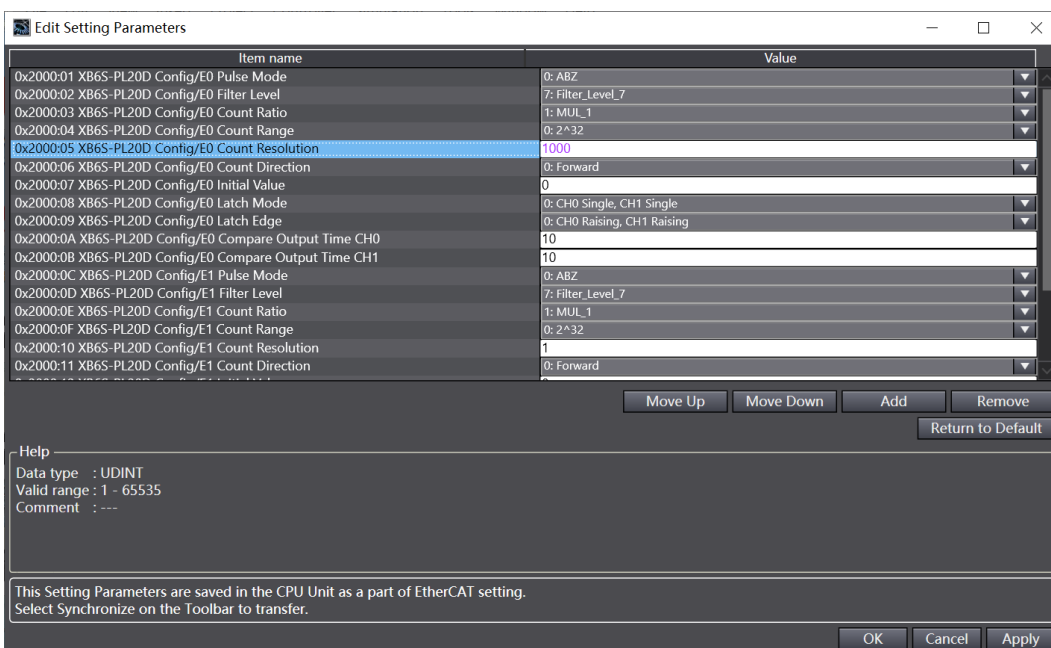 Edit Setting Parameters
Item name Value
0x2000:01 XB6S-PL20D Config/E0 Pulse Mode 0: ABZ
0x2000:02 XB6S-PL20D Config/E0 Filter Level 7: Filter_Level_7
0x2000:03 XB6S-PL20D Config/E0 Count Ratio 1: MUL_1
0x2000:04 XB6S-PL20D Config/E0 Count Range 0: 2^32
0x2000:05 XB6S-PL20D Config/E0 Count Resolution 1000
0x2000:06 XB6S-PL20D Config/E0 Count Direction 0: Forward
0x2000:07 XB6S-PL20D Config/E0 Initial Value 0
0x2000:08 XB6S-PL20D Config/E0 Latch Mode 0: CH0 Single, CH1 Single
0x2000:09 XB6S-PL20D Config/E0 Latch Edge 0: CH0 Raising, CH1 Raising
0x2000:0A XB6S-PL20D Config/E0 Compare Output Time CH0 10
0x2000:0B XB6S-PL20D Config/E0 Compare Output Time CH1 10
0x2000:0C XB6S-PL20D Config/E1 Pulse Mode 0: ABZ
0x2000:0D XB6S-PL20D Config/E1 Filter Level 7: Filter_Level_7
0x2000:0E XB6S-PL20D Config/E1 Count Ratio 1: MUL_1
0x2000:0F XB6S-PL20D Config/E1 Count Range 0: 2^32
0x2000:10 XB6S-PL20D Config/E1 Count Resolution 1
0x2000:11 XB6S-PL20D Config/E1 Count Direction 0: Forward
Move Up Move Down Add Remove
Return to Default
Help
Data type : UDINT
Valid range : 1 - 65535
Comment : ---
This Setting Parameters are saved in the CPU Unit as a part of EtherCAT setting.
Select Synchronize on the Toolbar to transfer.
OK Cancel Apply